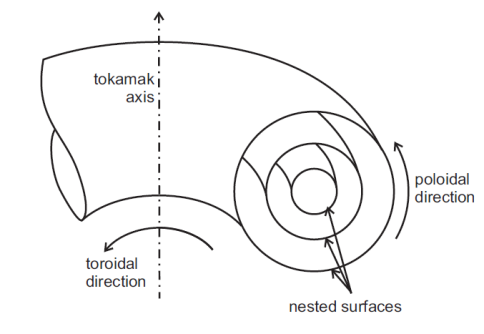 tokamak
axis
poloidal
direction
toroidal
direction
nested surfaces